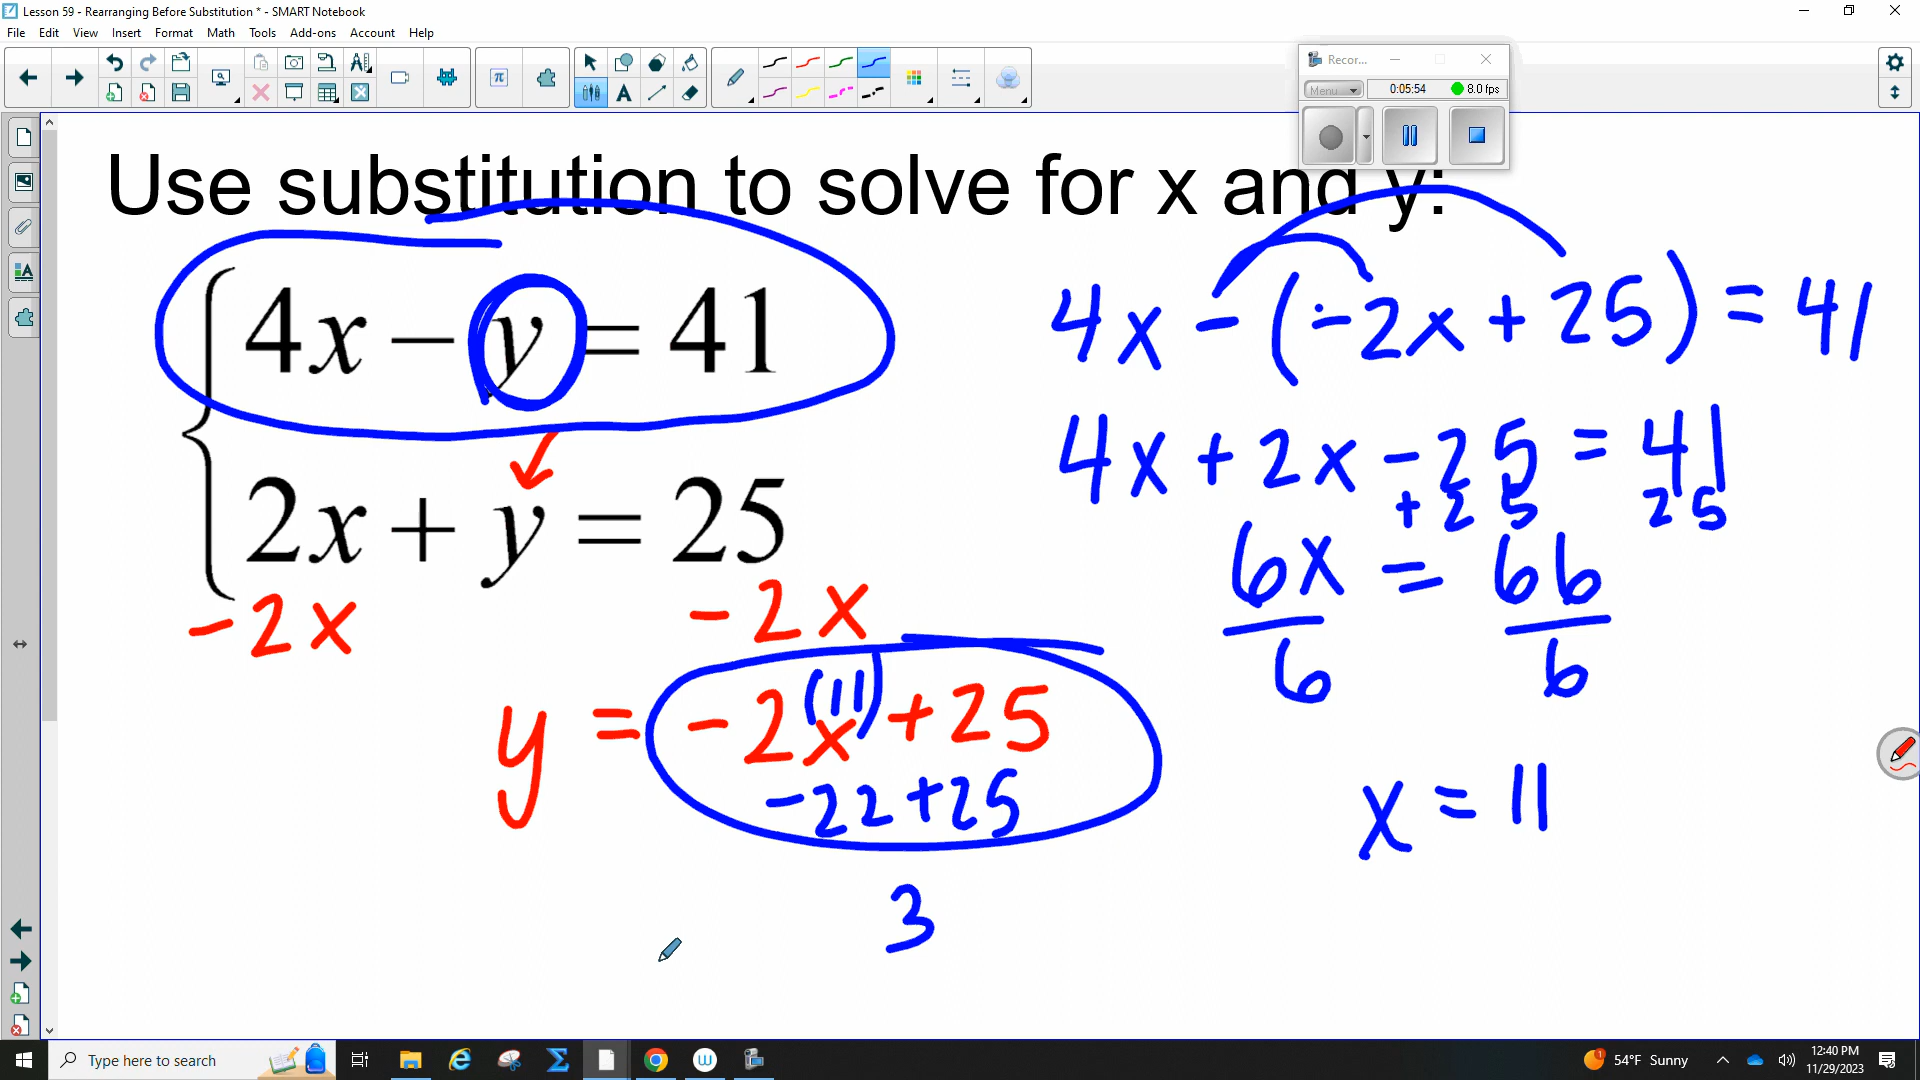 Lesson 59 - Rearranging Before Substitution * - SMART Notebook
File Edit View Insert Format Math Tools Add-ons Account Help
Recor...
Menu 0:05:54 8.0 fps
Use substitution to solve for x and y:
4x − y = 41
2x + y = 25
-2x -2x
y = -2x(11) + 25
-22+25
3
4x - (-2x + 25) = 41
4x + 2x - 25 = 41
+25 25
6x = 66
6 6
x = 11
Type here to search
54°F Sunny
12:40 PM
11/29/2023